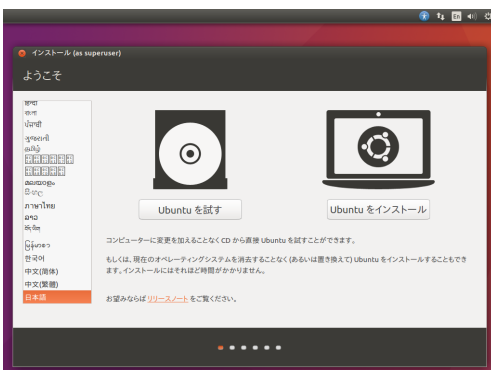 En
インストール (as superuser)
ようこそ
हिन्दी
বাংলা
ਪੰਜਾਬੀ
ગુજરાતી
தமிழ்
മലയാളം
සිංහල
ภาษาไทย
ລາວ
မြန်မာစာ
한국어
中文(简体)
中文(繁體)
日本語
Ubuntu を試す
Ubuntu をインストール
コンピューターに変更を加えることなく CD から直接 Ubuntu を試すことができます。
もしくは、現在のオペレーティングシステムを消去することなく (あるいは置き換えて) Ubuntu をインストールすることもでき
ます。インストールにはそれほど時間がかかりません。
お望みならば リリースノート をご覧ください。